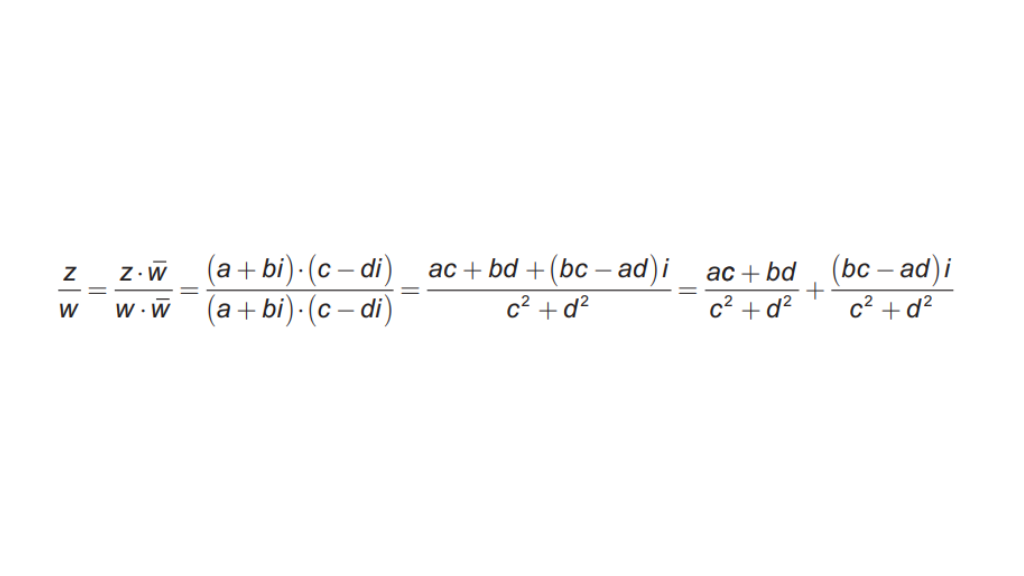 z/w = (z · w̄)/(w · w̄) = ((a + bi) · (c – di))/((a + bi) · (c – di)) = (ac + bd + (bc – ad)i)/(c² + d²) = (ac + bd)/(c² + d²) + ((bc – ad)i)/(c² + d²)